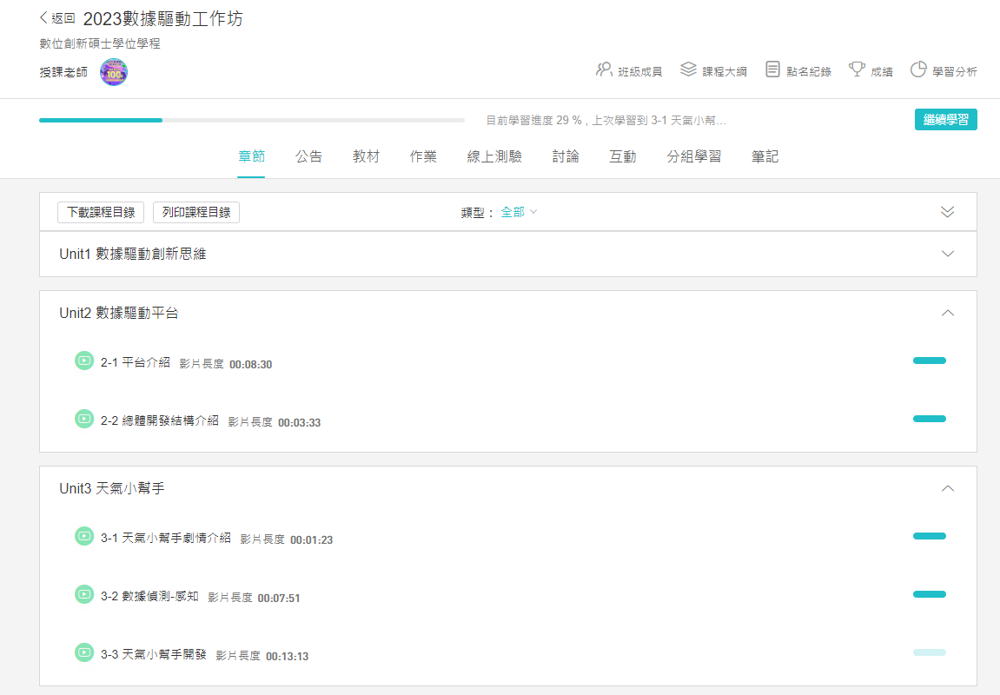 返回 2023數據驅動工作坊
數位創新碩士學位學程
授課老師 100 班級成員 課程大綱 點名紀錄 成績 學習分析
目前學習進度 29 % , 上次學習到 3-1 天氣小幫... 繼續學習
章節 公告 教材 作業 線上測驗 討論 互動 分組學習 筆記
下載課程目錄 列印課程目錄 類型： 全部
Unit1 數據驅動創新思維
Unit2 數據驅動平台
2-1 平台介紹 影片長度 00:08:30
2-2 總體開發結構介紹 影片長度 00:03:33
Unit3 天氣小幫手
3-1 天氣小幫手劇情介紹 影片長度 00:01:23
3-2 數據偵測-感知 影片長度 00:07:51
3-3 天氣小幫手開發 影片長度 00:13:13